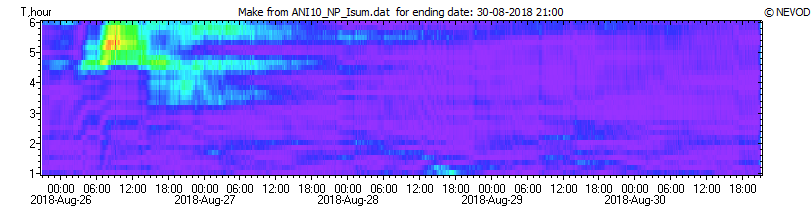 T,hour Make from ANI10_NP_Isum.dat for ending date: 30-08-2018 21:00 © NEVOD
6
5
4
3
2
1
00:00 06:00 12:00 18:00 00:00 06:00 12:00 18:00 00:00 06:00 12:00 18:00 00:00 06:00 12:00 18:00 00:00 06:00 12:00 18:00
2018-Aug-26 2018-Aug-27 2018-Aug-28 2018-Aug-29 2018-Aug-30